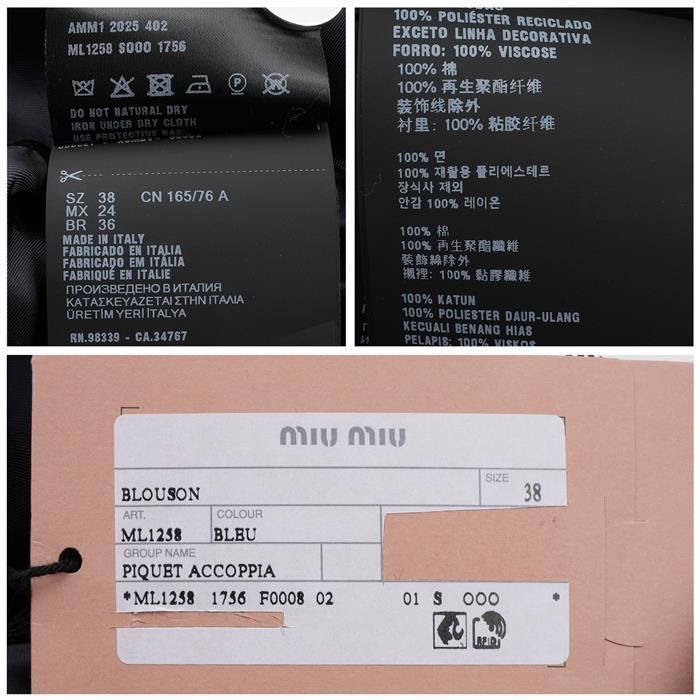 AMM1 2025 402
ML1258 SOOO 1756
DO NOT NATURAL DRY
IRON UNDER DRY CLOTH
USE PROTECTIVE BAG
SZ 38 CN 165/76 A
MX 24
BR 36
MADE IN ITALY
FABRICADO EN ITALIA
FABRICADO EM ITÁLIA
FABRIQUÉ EN ITALIE
ПРОИЗВЕДЕНО В ИТАЛИЯ
ΚΑΤΑΣΚΕΥΑΖΕΤΑΙ ΣΤΗΝ ΙΤΑΛΙΑ
ÜRETİM YERİ İTALYA
RN.98339 - CA.34767
100% POLIÉSTER RECICLADO
EXCETO LINHA DECORATIVA
FORRO: 100% VISCOSE
100% 棉
100% 再生聚酯纤维
装饰线除外
衬里: 100% 粘胶纤维
100% 면
100% 재활용 폴리에스테르
장식사 제외
안감 100% 레이온
100% 棉
100% 再生聚酯纖維
裝飾線除外
襯裡: 100% 黏膠纖維
100% KATUN
100% POLIESTER DAUR-ULANG
KECUALI BENANG HIAS
PELAPIS: 100% VISKOS
miu miu
BLOUSON
SIZE
38
ART.
COLOUR
ML1258 BLEU
GROUP NAME
PIQUET ACCOPPIA
*ML1258 1756 F0008 02 01 S OOO *
RFID